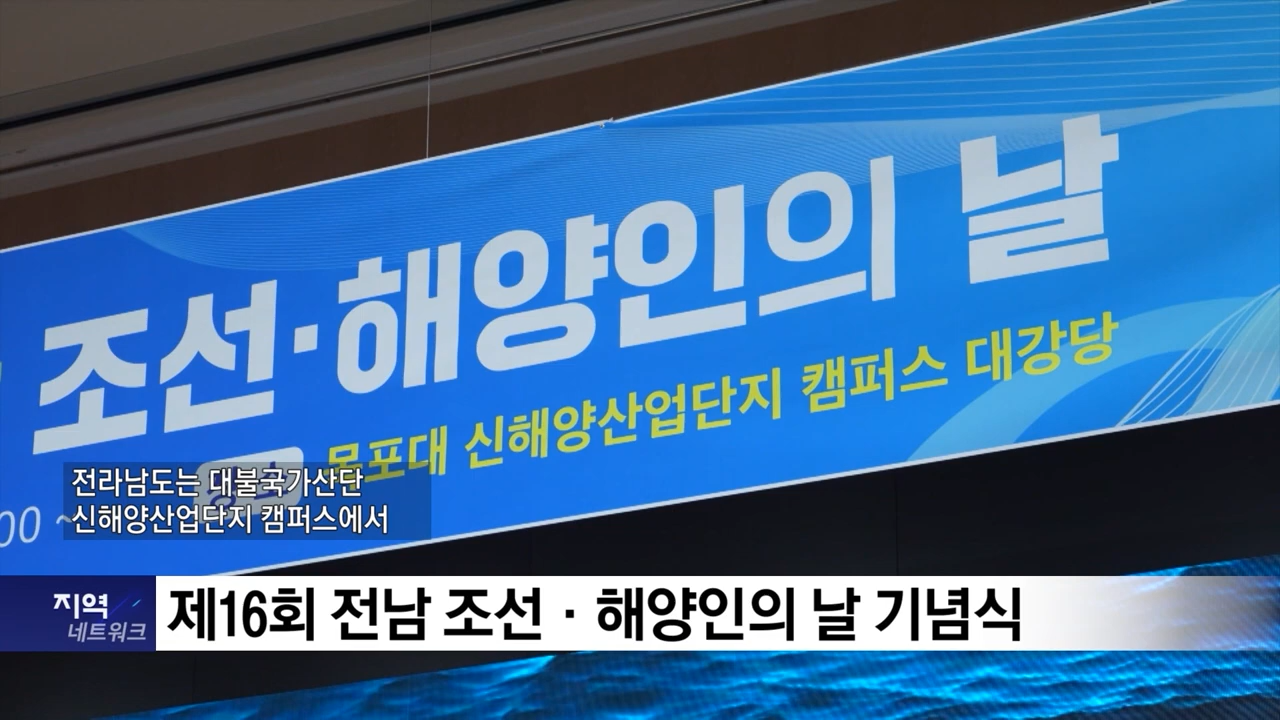 조선·해양인의 날
장소 목포대 신해양산업단지 캠퍼스 대강당
00 ~
전라남도는 대불국가산단
신해양산업단지 캠퍼스에서
지역
네트워크
제16회 전남 조선 · 해양인의 날 기념식